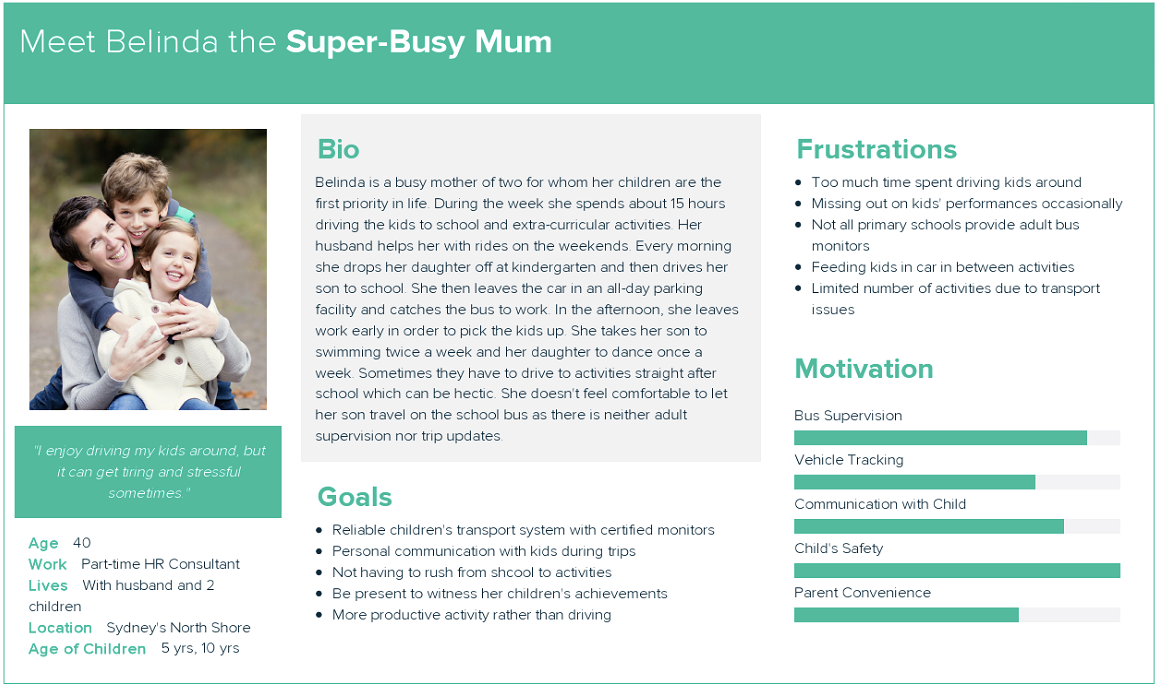 Meet Belinda the Super-Busy Mum
"I enjoy driving my kids around, but
it can get tiring and stressful
sometimes."
Age 40
Work Part-time HR Consultant
Lives With husband and 2
children
Location Sydney's North Shore
Age of Children 5 yrs, 10 yrs
Bio
Belinda is a busy mother of two for whom her children are the
first priority in life. During the week she spends about 15 hours
driving the kids to school and extra-curricular activities. Her
husband helps her with rides on the weekends. Every morning
she drops her daughter off at kindergarten and then drives her
son to school. She then leaves the car in an all-day parking
facility and catches the bus to work. In the afternoon, she leaves
work early in order to pick the kids up. She takes her son to
swimming twice a week and her daughter to dance once a
week. Sometimes they have to drive to activities straight after
school which can be hectic. She doesn't feel comfortable to let
her son travel on the school bus as there is neither adult
supervision nor trip updates.
Goals
• Reliable children's transport system with certified monitors
• Personal communication with kids during trips
• Not having to rush from shcool to activities
• Be present to witness her children's achievements
• More productive activity rather than driving
Frustrations
• Too much time spent driving kids around
• Missing out on kids' performances occasionally
• Not all primary schools provide adult bus
monitors
• Feeding kids in car in between activities
• Limited number of activities due to transport
issues
Motivation
Bus Supervision
Vehicle Tracking
Communication with Child
Child's Safety
Parent Convenience